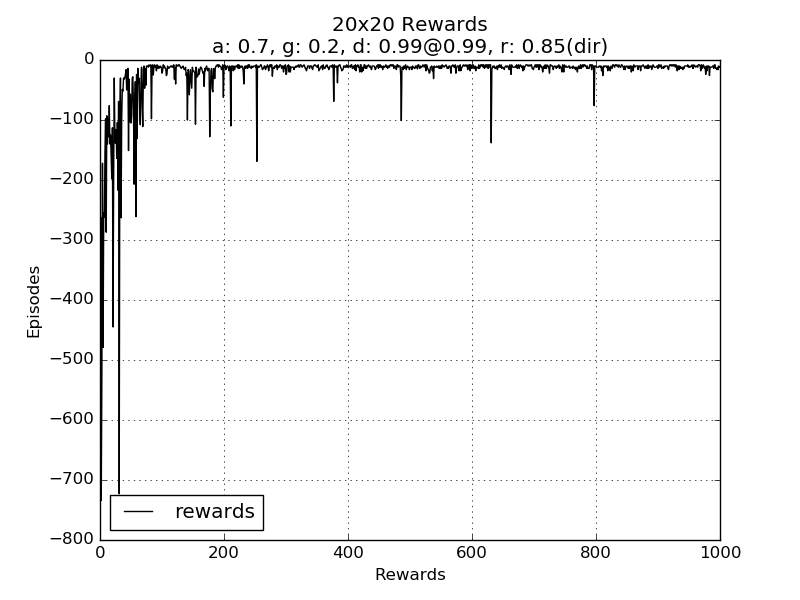 20x20 Rewards
a: 0.7, g: 0.2, d: 0.99@0.99, r: 0.85(dir)
0
−100
−200
−300
−400
−500
−600
−700
−800
Episodes
rewards
0 200 400 600 800 1000
Rewards